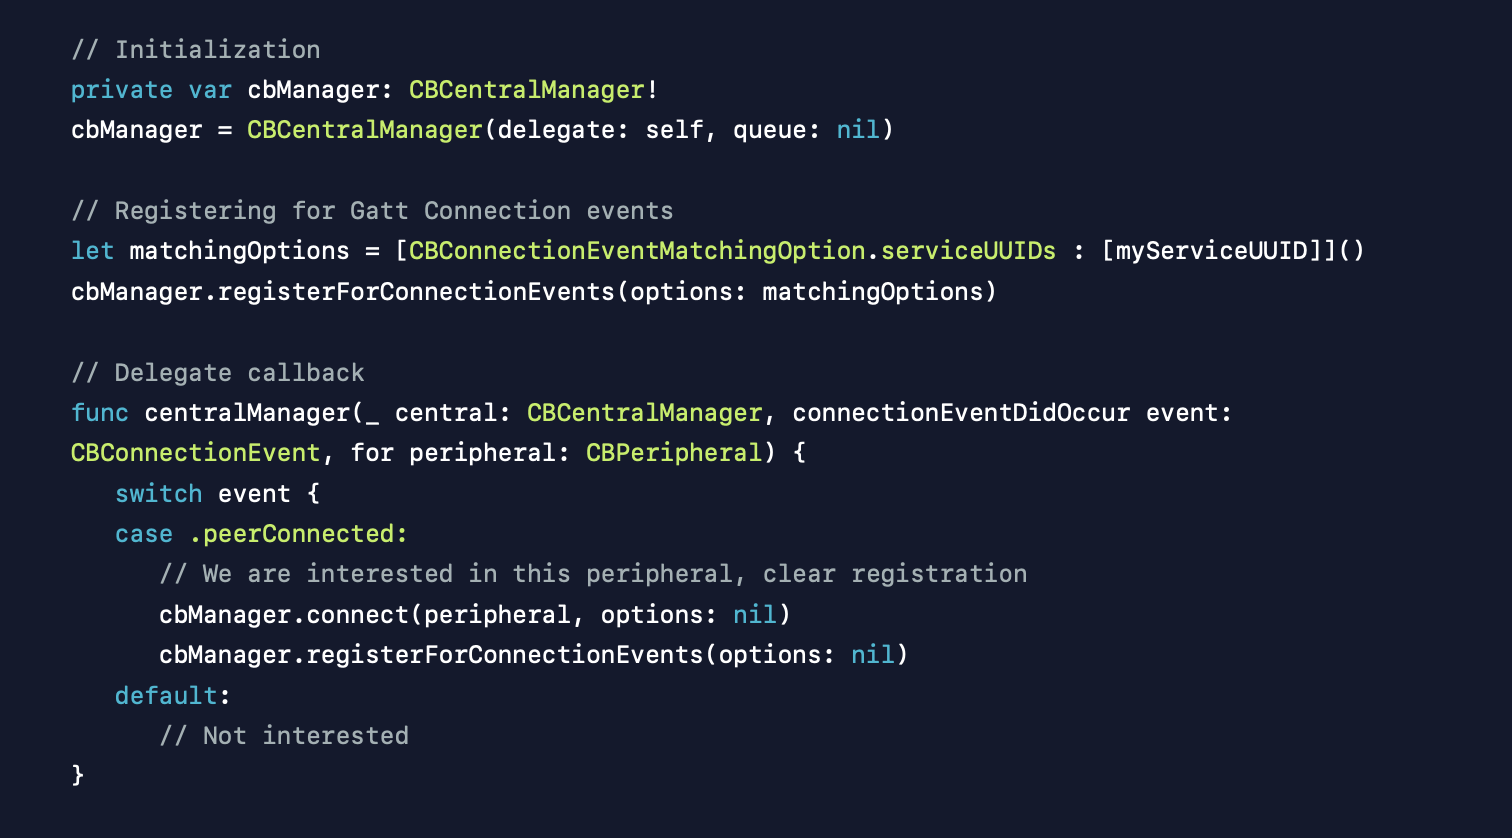 // Initialization
private var cbManager: CBCentralManager!
cbManager = CBCentralManager(delegate: self, queue: nil)

// Registering for Gatt Connection events
let matchingOptions = [CBConnectionEventMatchingOption.serviceUUIDs : [myServiceUUID]]()
cbManager.registerForConnectionEvents(options: matchingOptions)

// Delegate callback
func centralManager(_ central: CBCentralManager, connectionEventDidOccur event:
CBConnectionEvent, for peripheral: CBPeripheral) {
   switch event {
   case .peerConnected:
      // We are interested in this peripheral, clear registration
      cbManager.connect(peripheral, options: nil)
      cbManager.registerForConnectionEvents(options: nil)
   default:
      // Not interested
}